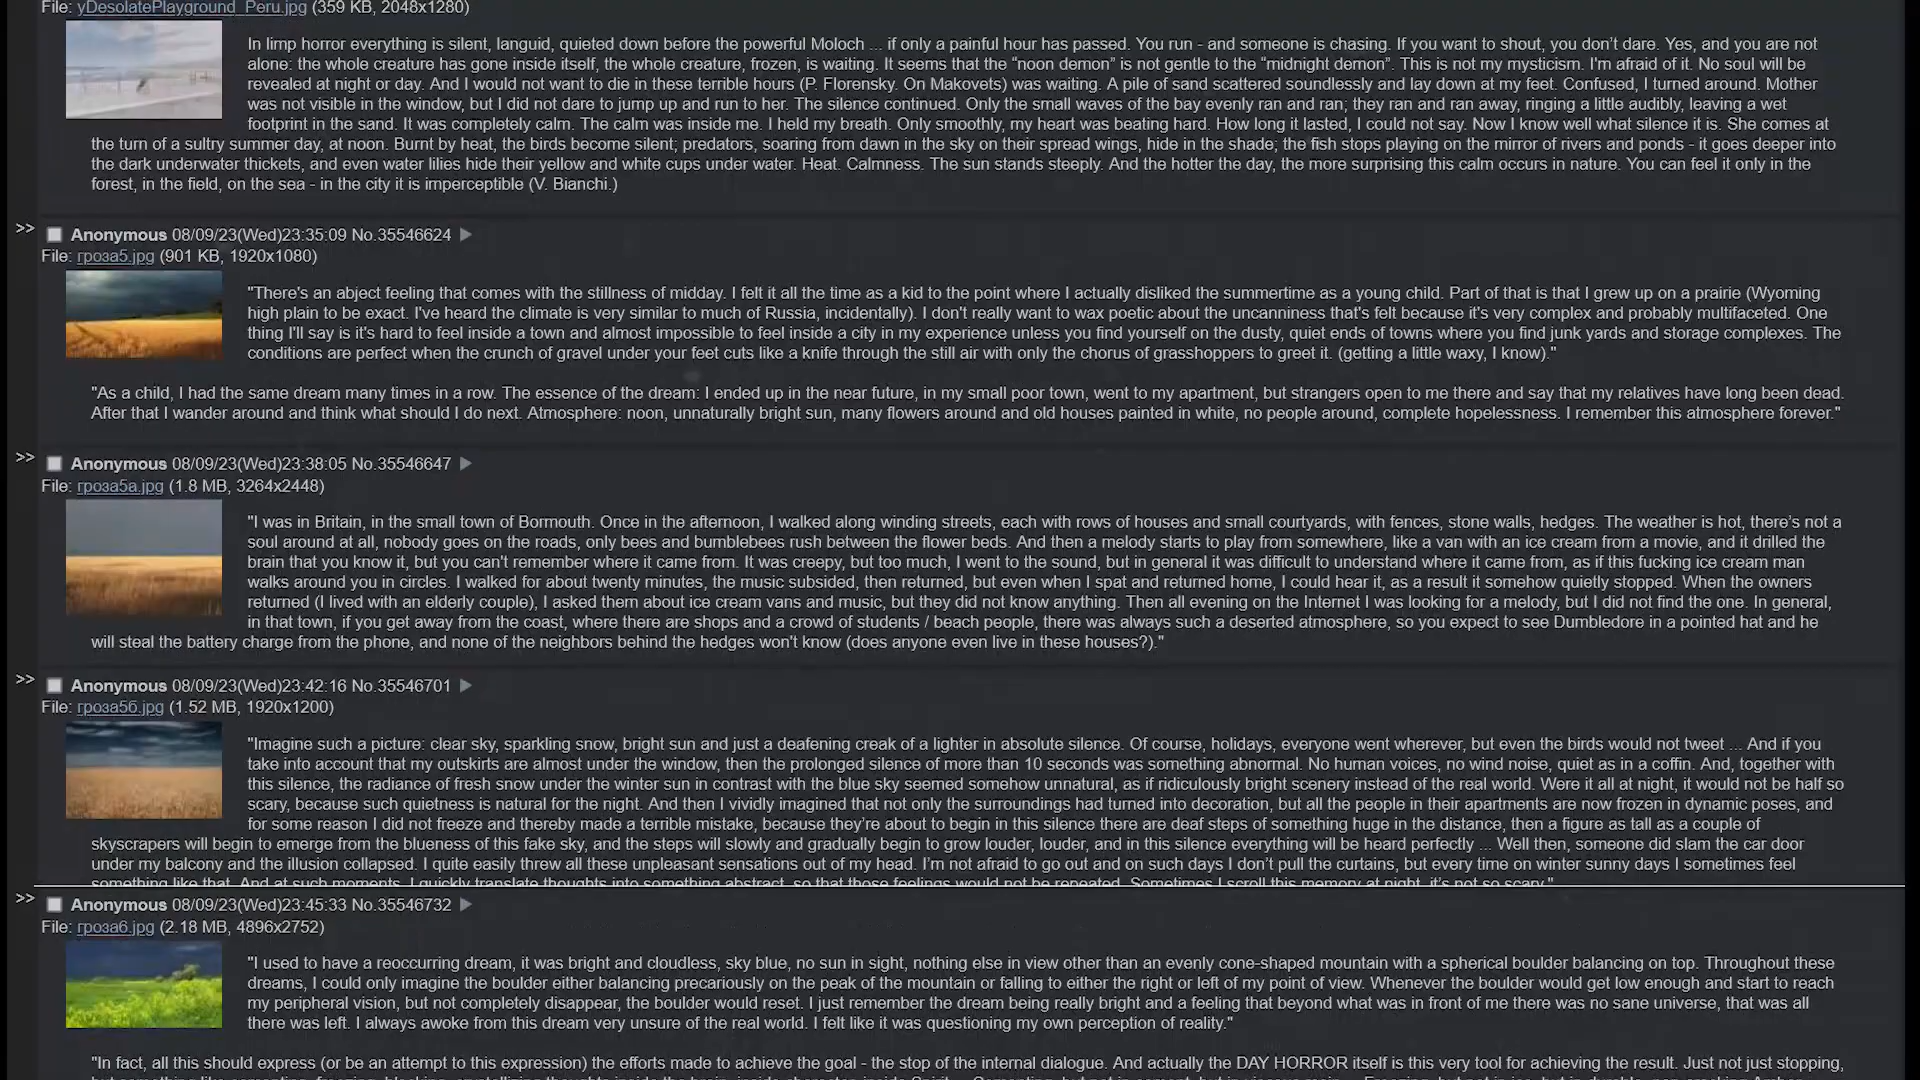 File: yDesolatePlayground_Peru.jpg (359 KB, 2048x1280)
In limp horror everything is silent, languid, quieted down before the powerful Moloch ... if only a painful hour has passed. You run - and someone is chasing. If you want to shout, you don’t dare. Yes, and you are not
alone: the whole creature has gone inside itself, the whole creature, frozen, is waiting. It seems that the “noon demon” is not gentle to the “midnight demon”. This is not my mysticism. I'm afraid of it. No soul will be
revealed at night or day. And I would not want to die in these terrible hours (P. Florensky. On Makovets) was waiting. A pile of sand scattered soundlessly and lay down at my feet. Confused, I turned around. Mother
was not visible in the window, but I did not dare to jump up and run to her. The silence continued. Only the small waves of the bay evenly ran and ran; they ran and ran away, ringing a little audibly, leaving a wet
footprint in the sand. It was completely calm. The calm was inside me. I held my breath. Only smoothly, my heart was beating hard. How long it lasted, I could not say. Now I know well what silence it is. She comes at
the turn of a sultry summer day, at noon. Burnt by heat, the birds become silent; predators, soaring from dawn in the sky on their spread wings, hide in the shade; the fish stops playing on the mirror of rivers and ponds - it goes deeper into
the dark underwater thickets, and even water lilies hide their yellow and white cups under water. Heat. Calmness. The sun stands steeply. And the hotter the day, the more surprising this calm occurs in nature. You can feel it only in the
forest, in the field, on the sea - in the city it is imperceptible (V. Bianchi.)
>> Anonymous 08/09/23(Wed)23:35:09 No.35546624 ▶
File: гроза5.jpg (901 KB, 1920x1080)
"There's an abject feeling that comes with the stillness of midday. I felt it all the time as a kid to the point where I actually disliked the summertime as a young child. Part of that is that I grew up on a prairie (Wyoming
high plain to be exact. I've heard the climate is very similar to much of Russia, incidentally). I don't really want to wax poetic about the uncanniness that's felt because it's very complex and probably multifaceted. One
thing I'll say is it's hard to feel inside a town and almost impossible to feel inside a city in my experience unless you find yourself on the dusty, quiet ends of towns where you find junk yards and storage complexes. The
conditions are perfect when the crunch of gravel under your feet cuts like a knife through the still air with only the chorus of grasshoppers to greet it. (getting a little waxy, I know)."
"As a child, I had the same dream many times in a row. The essence of the dream: I ended up in the near future, in my small poor town, went to my apartment, but strangers open to me there and say that my relatives have long been dead.
After that I wander around and think what should I do next. Atmosphere: noon, unnaturally bright sun, many flowers around and old houses painted in white, no people around, complete hopelessness. I remember this atmosphere forever."
>> Anonymous 08/09/23(Wed)23:38:05 No.35546647 ▶
File: гроза5а.jpg (1.8 MB, 3264x2448)
"I was in Britain, in the small town of Bormouth. Once in the afternoon, I walked along winding streets, each with rows of houses and small courtyards, with fences, stone walls, hedges. The weather is hot, there’s not a
soul around at all, nobody goes on the roads, only bees and bumblebees rush between the flower beds. And then a melody starts to play from somewhere, like a van with an ice cream from a movie, and it drilled the
brain that you know it, but you can't remember where it came from. It was creepy, but too much, I went to the sound, but in general it was difficult to understand where it came from, as if this fucking ice cream man
walks around you in circles. I walked for about twenty minutes, the music subsided, then returned, but even when I spat and returned home, I could hear it, as a result it somehow quietly stopped. When the owners
returned (I lived with an elderly couple), I asked them about ice cream vans and music, but they did not know anything. Then all evening on the Internet I was looking for a melody, but I did not find the one. In general,
in that town, if you get away from the coast, where there are shops and a crowd of students / beach people, there was always such a deserted atmosphere, so you expect to see Dumbledore in a pointed hat and he
will steal the battery charge from the phone, and none of the neighbors behind the hedges won't know (does anyone even live in these houses?)."
>> Anonymous 08/09/23(Wed)23:42:16 No.35546701 ▶
File: гроза5б.jpg (1.52 MB, 1920x1200)
"Imagine such a picture: clear sky, sparkling snow, bright sun and just a deafening creak of a lighter in absolute silence. Of course, holidays, everyone went wherever, but even the birds would not tweet ... And if you
take into account that my outskirts are almost under the window, then the prolonged silence of more than 10 seconds was something abnormal. No human voices, no wind noise, quiet as in a coffin. And, together with
this silence, the radiance of fresh snow under the winter sun in contrast with the blue sky seemed somehow unnatural, as if ridiculously bright scenery instead of the real world. Were it all at night, it would not be half so
scary, because such quietness is natural for the night. And then I vividly imagined that not only the surroundings had turned into decoration, but all the people in their apartments are now frozen in dynamic poses, and
for some reason I did not freeze and thereby made a terrible mistake, because they’re about to begin in this silence there are deaf steps of something huge in the distance, then a figure as tall as a couple of
skyscrapers will begin to emerge from the blueness of this fake sky, and the steps will slowly and gradually begin to grow louder, louder, and in this silence everything will be heard perfectly ... Well then, someone did slam the car door
under my balcony and the illusion collapsed. I quite easily threw all these unpleasant sensations out of my head. I’m not afraid to go out and on such days I don’t pull the curtains, but every time on winter sunny days I sometimes feel
something like that. And at such moments, I quickly translate thoughts into something abstract, so that those feelings would not be repeated. Sometimes I scroll this memory at night, it’s not so scary."
>> Anonymous 08/09/23(Wed)23:45:33 No.35546732 ▶
File: гроза6.jpg (2.18 MB, 4896x2752)
"I used to have a reoccurring dream, it was bright and cloudless, sky blue, no sun in sight, nothing else in view other than an evenly cone-shaped mountain with a spherical boulder balancing on top. Throughout these
dreams, I could only imagine the boulder either balancing precariously on the peak of the mountain or falling to either the right or left of my point of view. Whenever the boulder would get low enough and start to reach
my peripheral vision, but not completely disappear, the boulder would reset. I just remember the dream being really bright and a feeling that beyond what was in front of me there was no sane universe, that was all
there was left. I always awoke from this dream very unsure of the real world. I felt like it was questioning my own perception of reality."
"In fact, all this should express (or be an attempt to this expression) the efforts made to achieve the goal - the stop of the internal dialogue. And actually the DAY HORROR itself is this very tool for achieving the result. Just not just stopping,